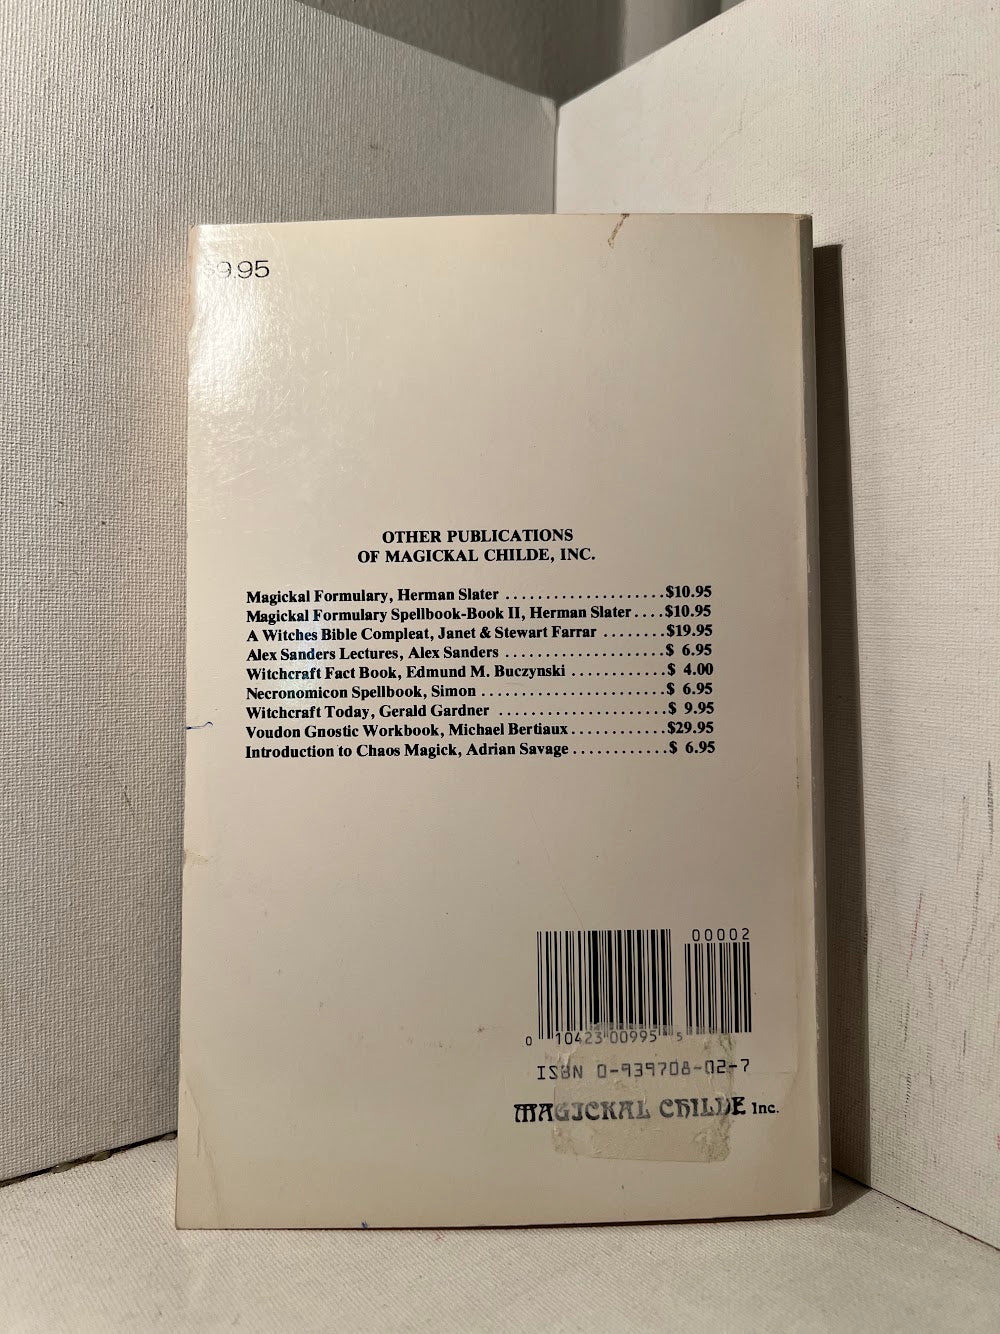 $9.95
OTHER PUBLICATIONS
OF MAGICKAL CHILDE, INC.
Magickal Formulary, Herman Slater . . . . . . . . . . . . . . . . . . . . $10.95
Magickal Formulary Spellbook-Book II, Herman Slater . . . . $10.95
A Witches Bible Compleat, Janet & Stewart Farrar . . . . . . . . $19.95
Alex Sanders Lectures, Alex Sanders . . . . . . . . . . . . . . . . . . . . $ 6.95
Witchcraft Fact Book, Edmund M. Buczynski . . . . . . . . . . . . $ 4.00
Necronomicon Spellbook, Simon . . . . . . . . . . . . . . . . . . . . . . . $ 6.95
Witchcraft Today, Gerald Gardner . . . . . . . . . . . . . . . . . . . . . $ 9.95
Voudon Gnostic Workbook, Michael Bertiaux . . . . . . . . . . . . $29.95
Introduction to Chaos Magick, Adrian Savage . . . . . . . . . . . . $ 6.95
00002
0 10423 00995 5
ISBN 0-939708-02-7
MAGICKAL CHILDE Inc.